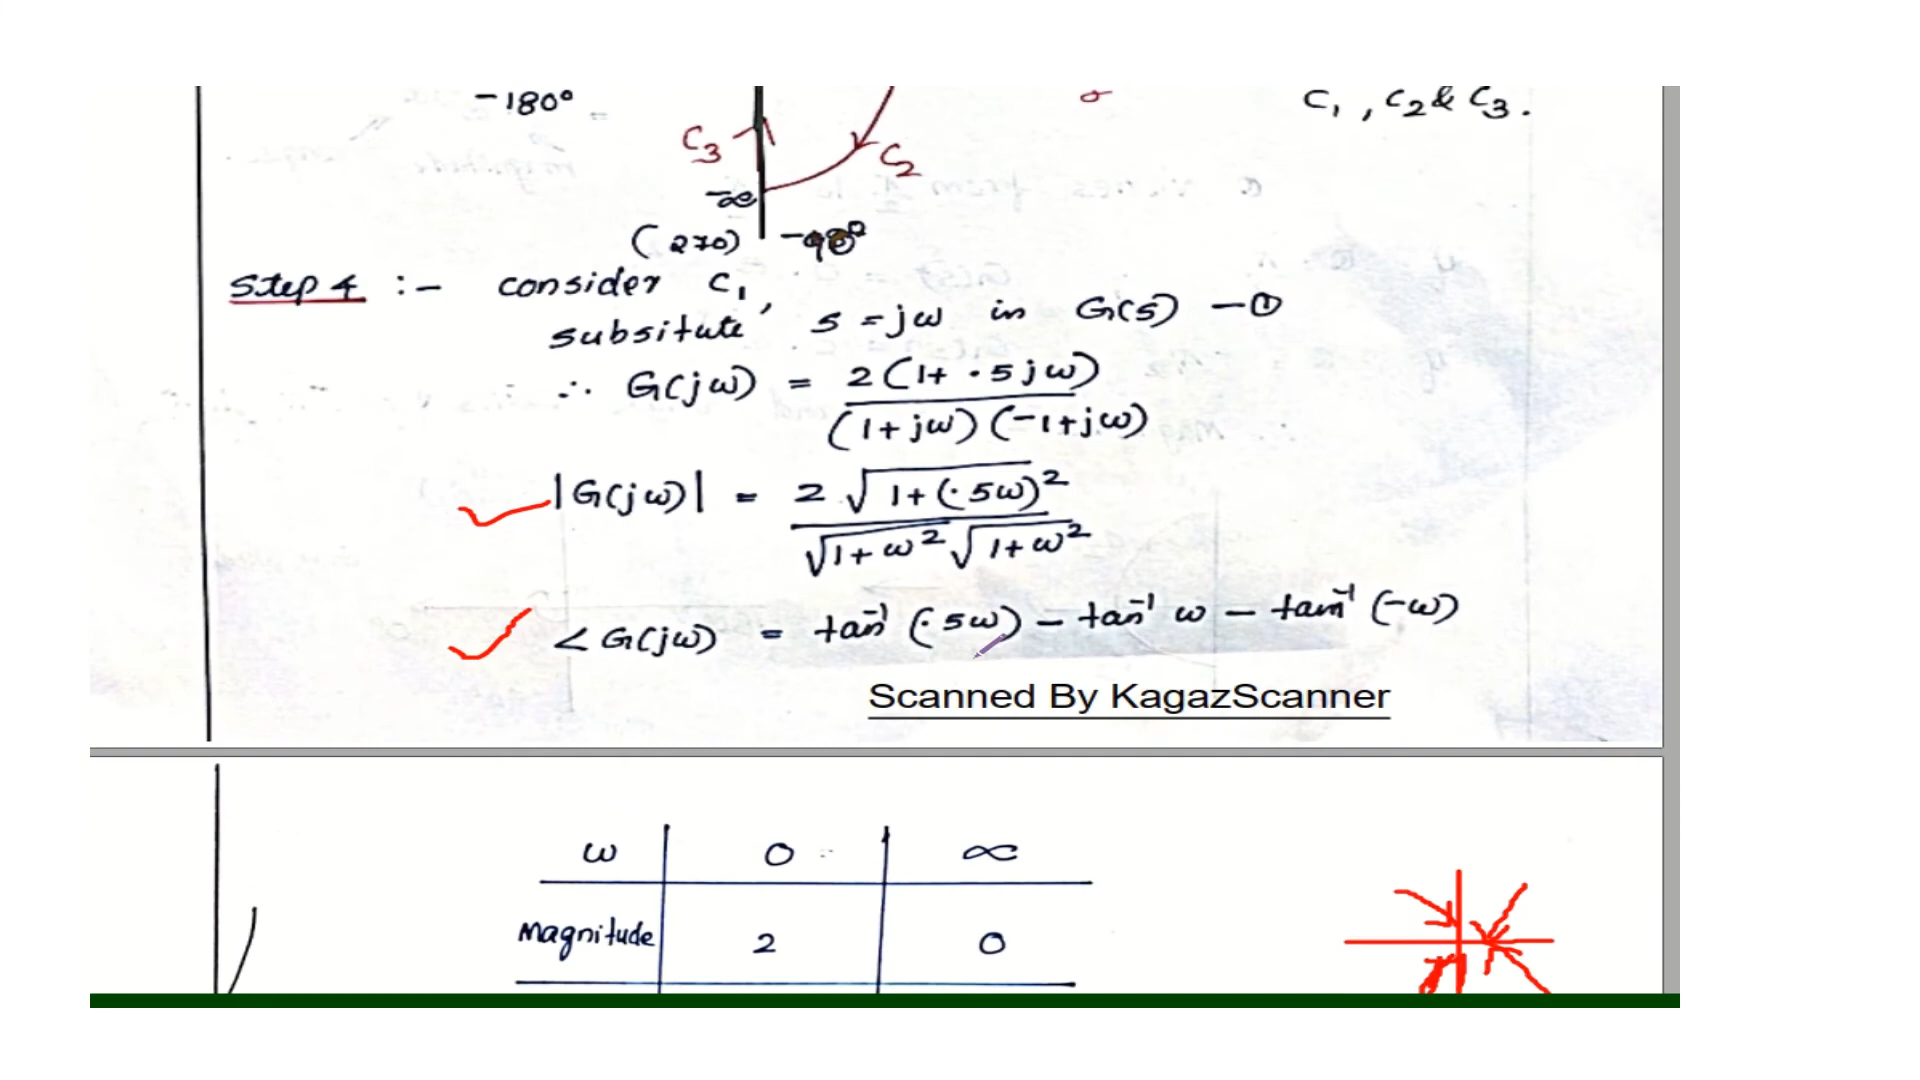 -180°
σ
C₁, C₂ & C₃.
C₃
C₂
-∞
(270) -90°
Step 4 :- consider C₁,
subsitute s = jω in G(s) —①
∴ G(jω) = 2(1+ ·5jω) / (1+jω)(-1+jω)
|G(jω)| = 2√1+(·5ω)² / √1+ω² √1+ω²
∠G(jω) = tan⁻¹(·5ω) - tan⁻¹ω - tan⁻¹(-ω)
Scanned By KagazScanner
ω 0 ∞
Magnitude 2 0